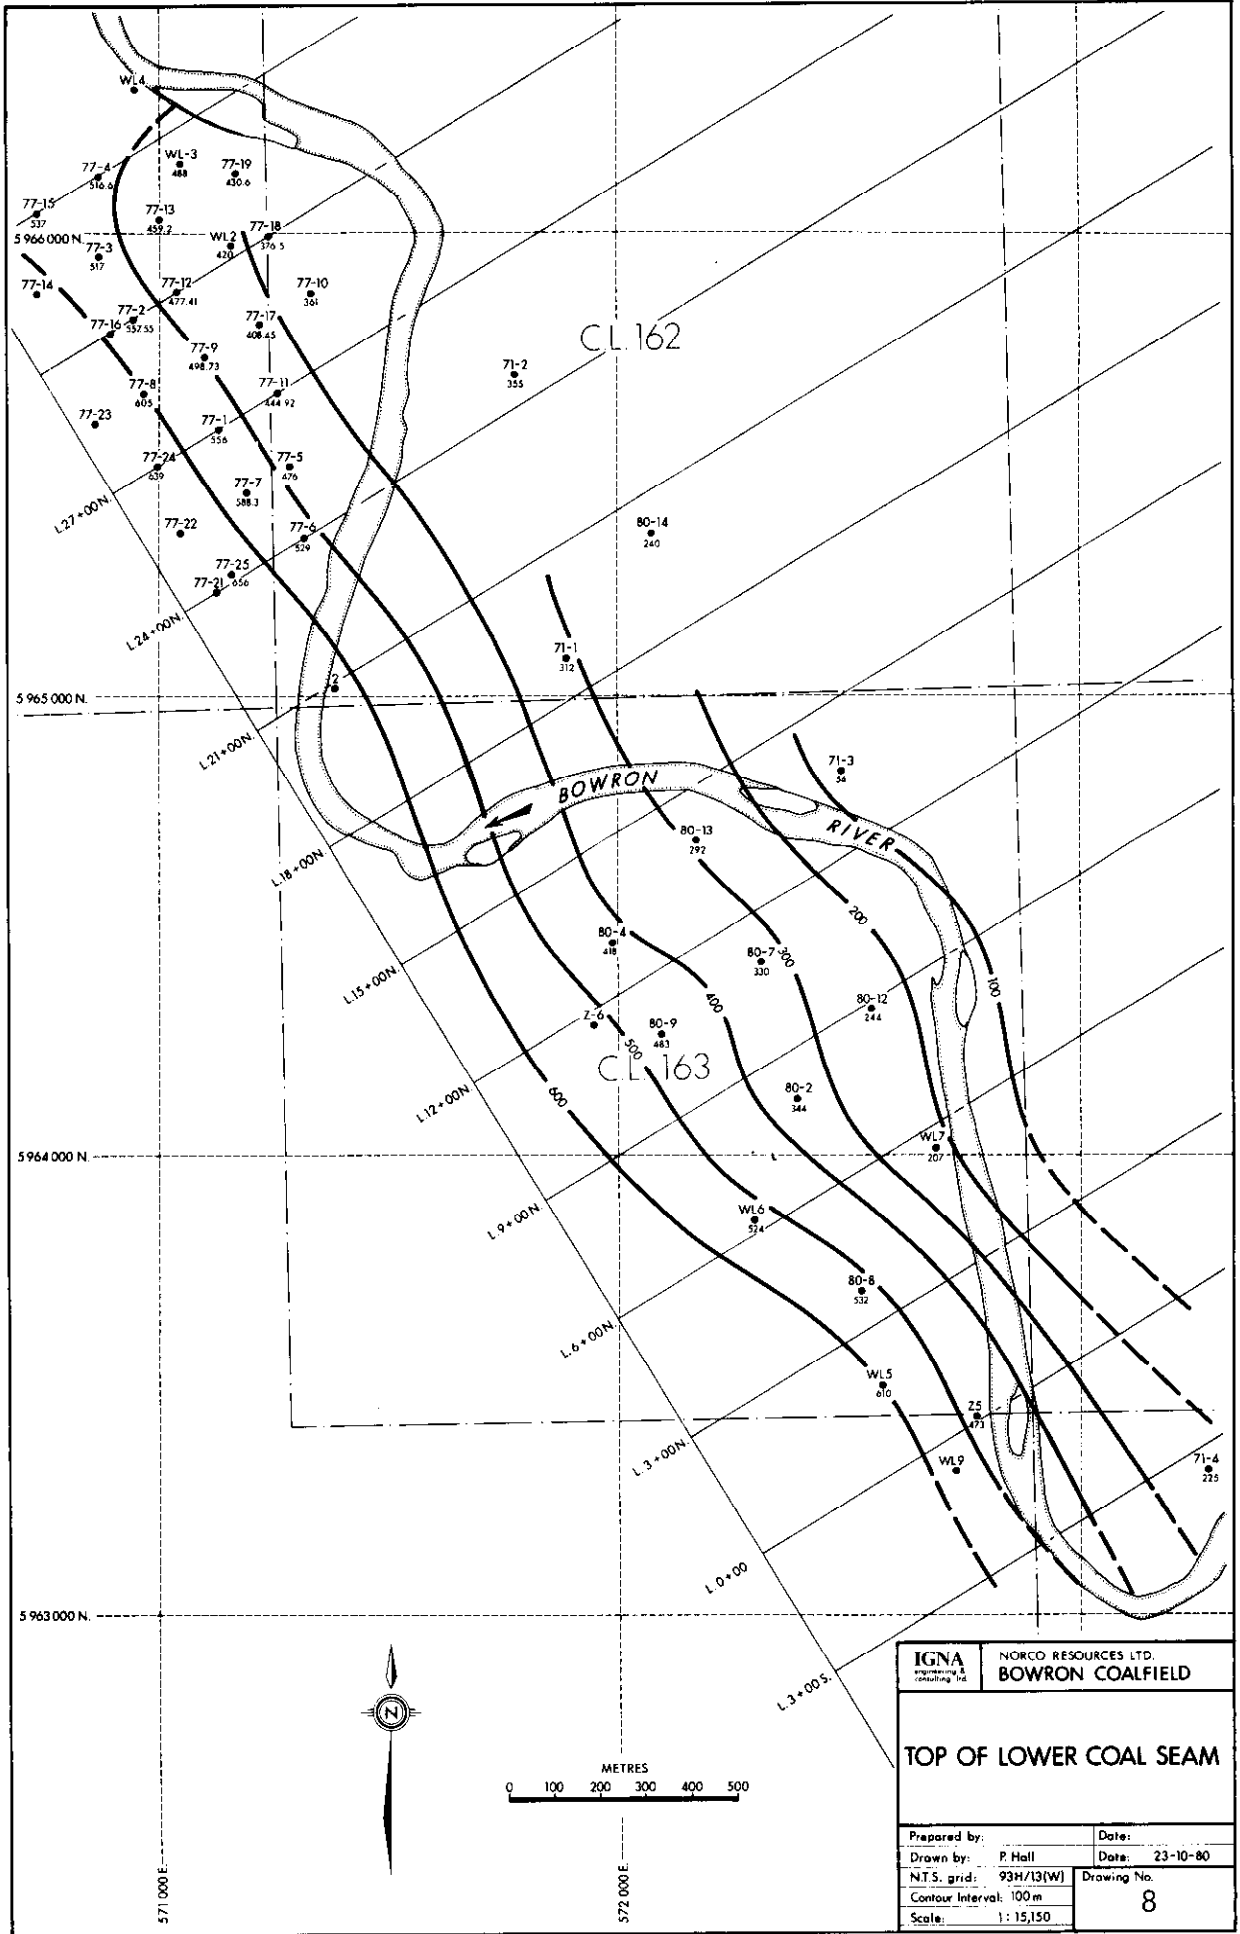 WL4
77-4
516.6
WL-3
488
77-19
430.6
77-15
537
77-13
459.2
5 966 000 N.
77-3
517
WL2
420
77-18
376.5
77-14
77-12
477.41
77-10
361
77-2
557.55
77-16
77-17
408.45
C.L. 162
77-9
498.73
71-2
355
77-8
605
77-11
444.92
77-23
77-1
556
77-24
639
77-5
476
77-7
588.3
L.27+00N.
77-22
77-6
529
80-14
240
77-25
656
77-21
L.24+00N.
71-1
312
5 965 000 N.
L.21+00N.
71-3
56
BOWRON
RIVER
80-13
292
L.18+00N.
200
80-4
418
80-7
330
300
L.15+00N.
400
100
80-12
244
Z-6
80-9
483
500
C.L. 163
600
80-2
344
L.12+00N.
WL7
207
5 964 000 N.
L.9+00N.
WL6
524
80-8
532
L.6+00N.
WL5
610
Z5
473
L.3+00N.
WL9
71-4
225
L.0+00
5 963 000 N.
L.3+00S.
N
METRES
0 100 200 300 400 500
571 000 E.
572 000 E.
IGNA
engineering &
consulting ltd.
NORCO RESOURCES LTD.
BOWRON COALFIELD
TOP OF LOWER COAL SEAM
Prepared by: Date:
Drawn by: P. Hall Date: 23-10-80
N.T.S. grid: 93H/13(W) Drawing No.
Contour Interval: 100 m 8
Scale: 1 : 15,150